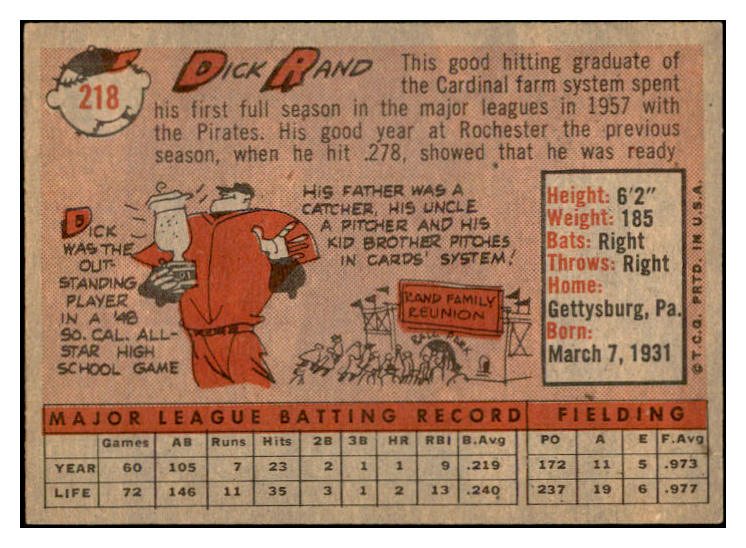 218
DICK RAND
This good hitting graduate of
the Cardinal farm system spent
his first full season in the major leagues in 1957 with
the Pirates. His good year at Rochester the previous
season, when he hit .278, showed that he was ready
DICK
WAS THE
OUT-
STANDING
PLAYER
IN A '48
SO. CAL. ALL-
STAR HIGH
SCHOOL GAME
HIS FATHER WAS A
CATCHER, HIS UNCLE
A PITCHER AND HIS
KID BROTHER PITCHES
IN CARDS' SYSTEM!
RAND FAMILY
REUNION
BALL PARK
Height: 6'2"
Weight: 185
Bats: Right
Throws: Right
Home:
Gettysburg, Pa.
Born:
March 7, 1931
©T.C.G. PRTD. IN U.S.A.
MAJOR LEAGUE BATTING RECORD FIELDING
Games AB Runs Hits 2B 3B HR RBI B.Avg PO A E F.Avg
YEAR 60 105 7 23 2 1 1 9 .219 172 11 5 .973
LIFE 72 146 11 35 3 1 2 13 .240 237 19 6 .977